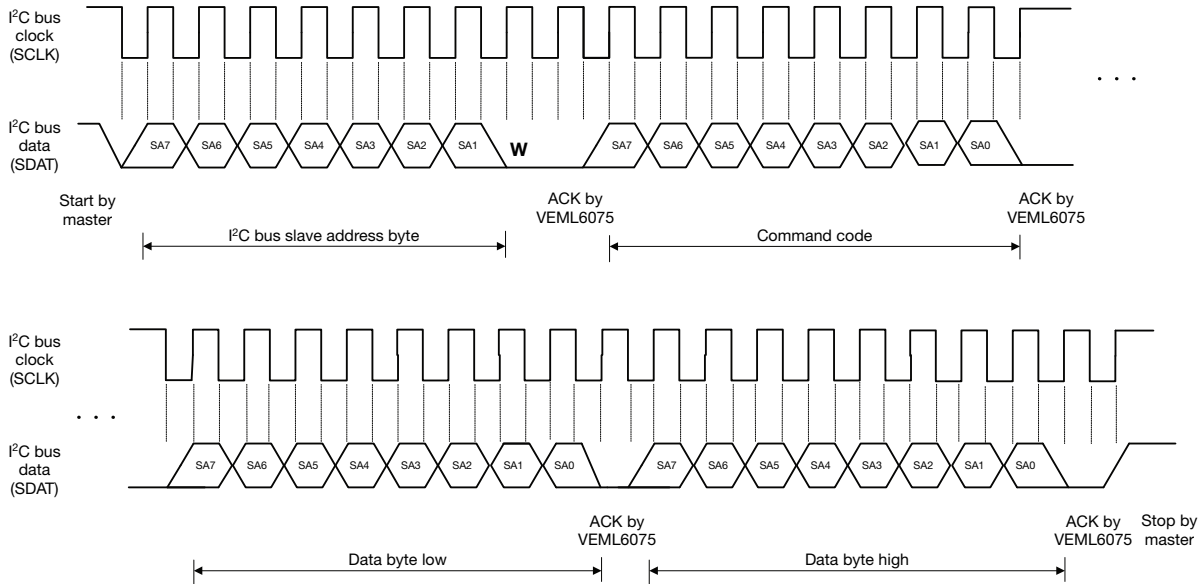 I²C bus
clock
(SCLK)
. . .
I²C bus
data
(SDAT)
SA7 SA6 SA5 SA4 SA3 SA2 SA1 W SA7 SA6 SA5 SA4 SA3 SA2 SA1 SA0
Start by
master
ACK by
VEML6075
ACK by
VEML6075
I²C bus slave address byte
Command code
I²C bus
clock
(SCLK)
. . .
I²C bus
data
(SDAT)
SA7 SA6 SA5 SA4 SA3 SA2 SA1 SA0 SA7 SA6 SA5 SA4 SA3 SA2 SA1 SA0
ACK by
VEML6075
ACK by
VEML6075
Stop by
master
Data byte low
Data byte high